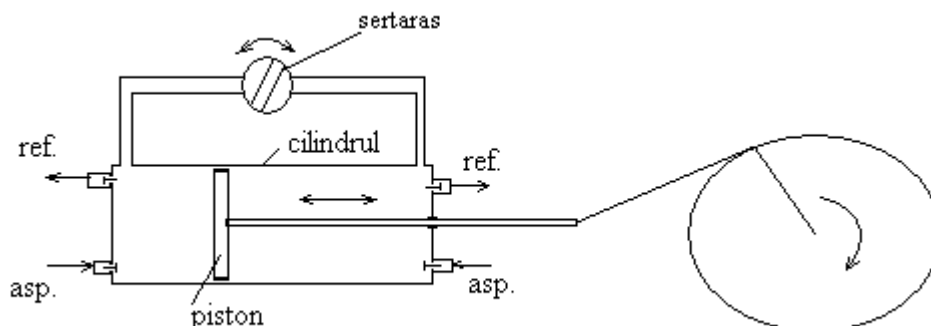 sertaras
cilindrul
ref.
ref.
asp.
asp.
piston